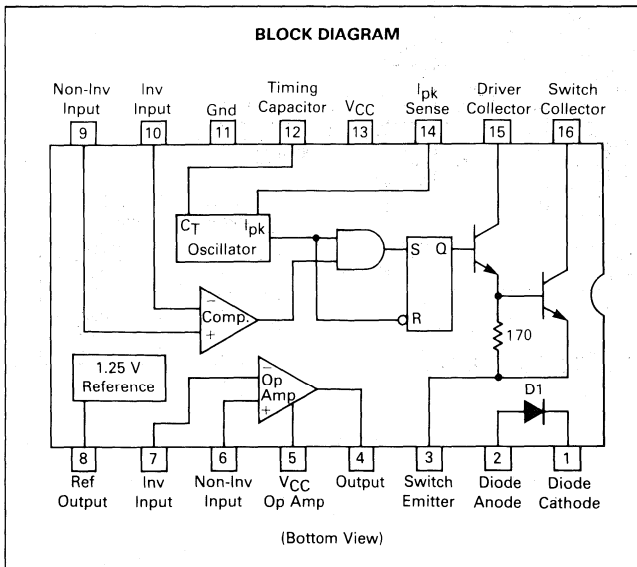 BLOCK DIAGRAM
Non-Inv Input
Inv Input
Gnd
Timing Capacitor
VCC
Ipk Sense
Driver Collector
Switch Collector
9 10 11 12 13 14 15 16
CT Ipk
Oscillator
S Q
R
- Comp. +
170
1.25 V
Reference
- Op Amp +
D1
8 7 6 5 4 3 2 1
Ref Output
Inv Input
Non-Inv Input
VCC Op Amp
Output
Switch Emitter
Diode Anode
Diode Cathode
(Bottom View)